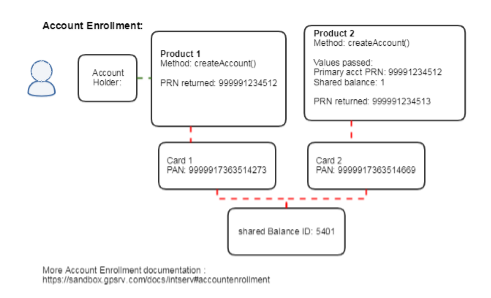 Account Enrollment:
Account
Holder:
Product 1
Method: createAccount()
PRN returned: 999991234512
Product 2
Method: createAccount()
Values passed:
Primary acct PRN: 99991234512
Shared balance: 1
PRN returned: 999991234513
Card 1
PAN: 9999917363514273
Card 2
PAN: 9999917363514669
shared Balance ID: 5401
More Account Enrollment documentation :
https://sandbox.gpsrv.com/docs/intserv#accountenrollment